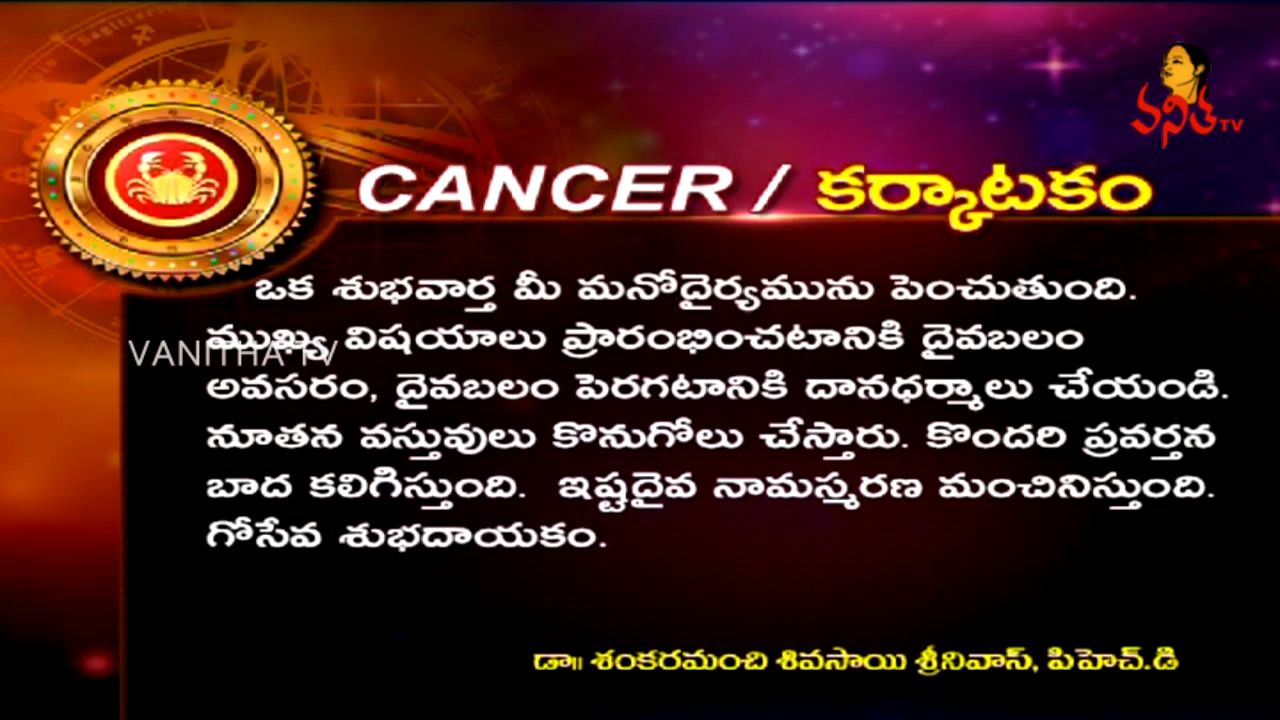 వనిత TV
CANCER / కర్కాటకం
ఒక శుభవార్త మీ మనోదైర్యమును పెంచుతుంది.
ముఖ్య విషయాలు ప్రారంభించటానికి దైవబలం
VANITHA TV
అవసరం, దైవబలం పెరగటానికి దానధర్మాలు చేయండి.
నూతన వస్తువులు కొనుగోలు చేస్తారు. కొందరి ప్రవర్తన
బాద కలిగిస్తుంది. ఇష్టదైవ నామస్మరణ మంచినిస్తుంది.
గోసేవ శుభదాయకం.
డా॥ శంకరమంచి శివసాయి శ్రీనివాస్, పిహెచ్.డి